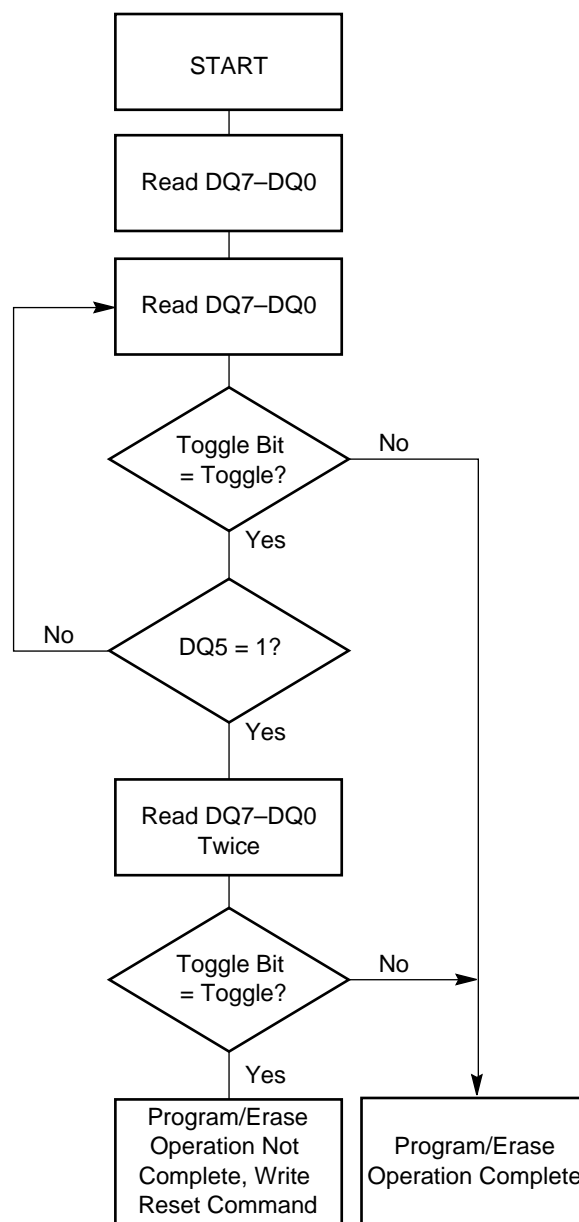 START
Read DQ7–DQ0
Read DQ7–DQ0
Toggle Bit
= Toggle?
No
Yes
No
DQ5 = 1?
Yes
Read DQ7–DQ0
Twice
Toggle Bit
= Toggle?
No
Yes
Program/Erase
Operation Not
Complete, Write
Reset Command
Program/Erase
Operation Complete